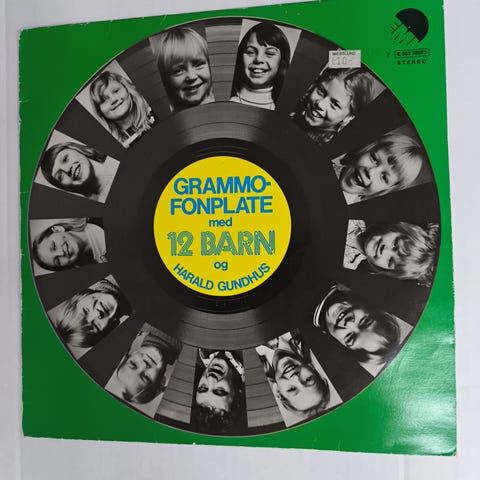 GRAMMO-
FONPLATE
med
12 BARN
og
HARALD GUNDHUS
STEREO